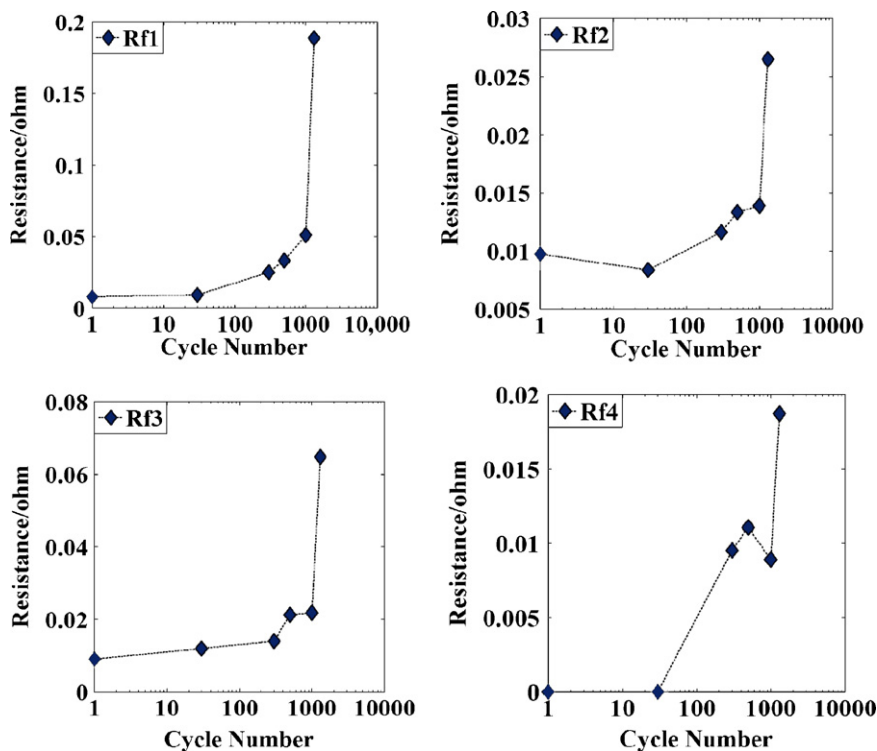 Rf1
Resistance/ohm
0.2
0.15
0.1
0.05
0
1 10 100 1000 10,000
Cycle Number
Rf2
Resistance/ohm
0.03
0.025
0.02
0.015
0.01
0.005
1 10 100 1000 10000
Cycle Number
Rf3
Resistance/ohm
0.08
0.06
0.04
0.02
0
1 10 100 1000 10000
Cycle Number
Rf4
Resistance/ohm
0.02
0.015
0.01
0.005
0
1 10 100 1000 10000
Cycle Number